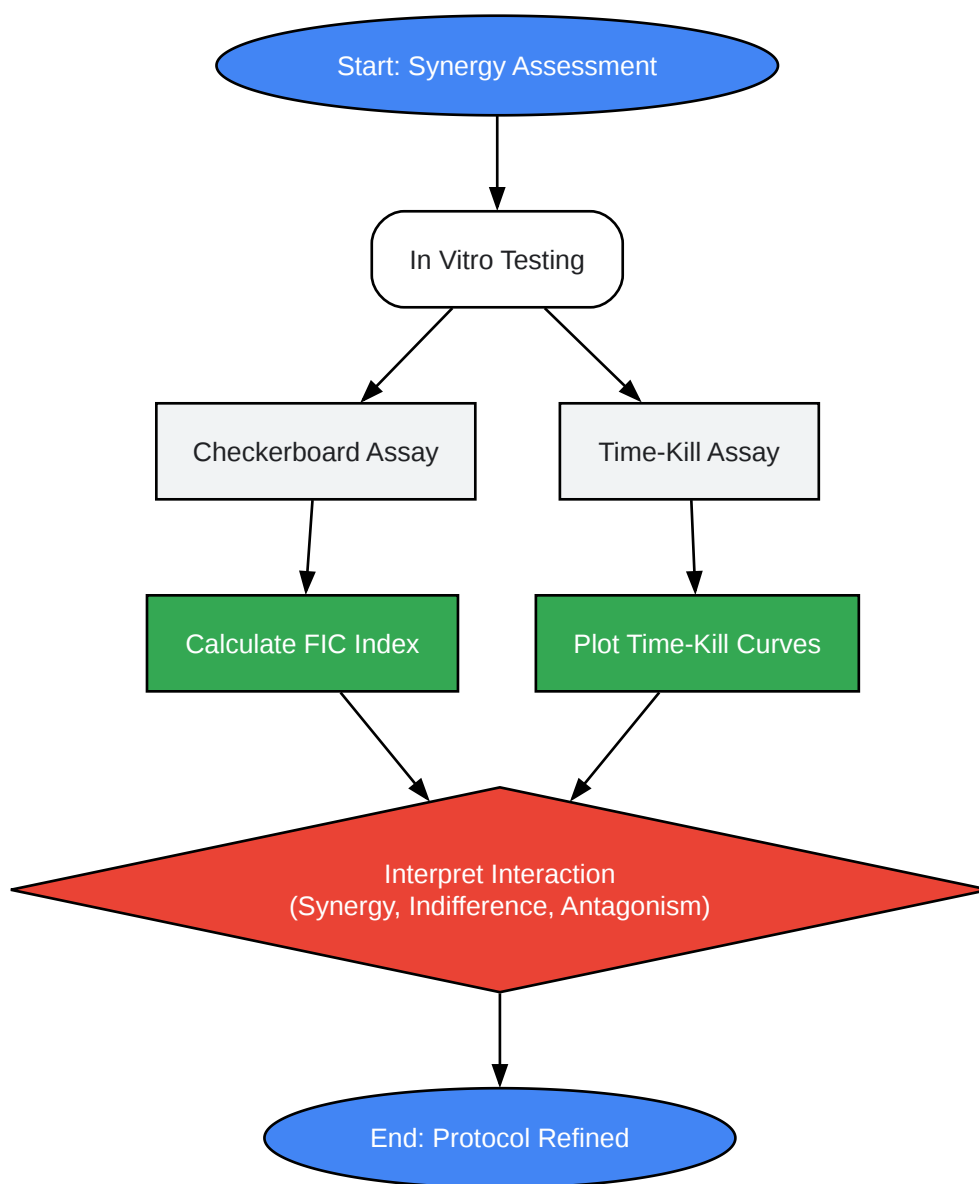 Start: Synergy Assessment
In Vitro Testing
Checkerboard Assay
Time-Kill Assay
Calculate FIC Index
Plot Time-Kill Curves
Interpret Interaction
(Synergy, Indifference, Antagonism)
End: Protocol Refined